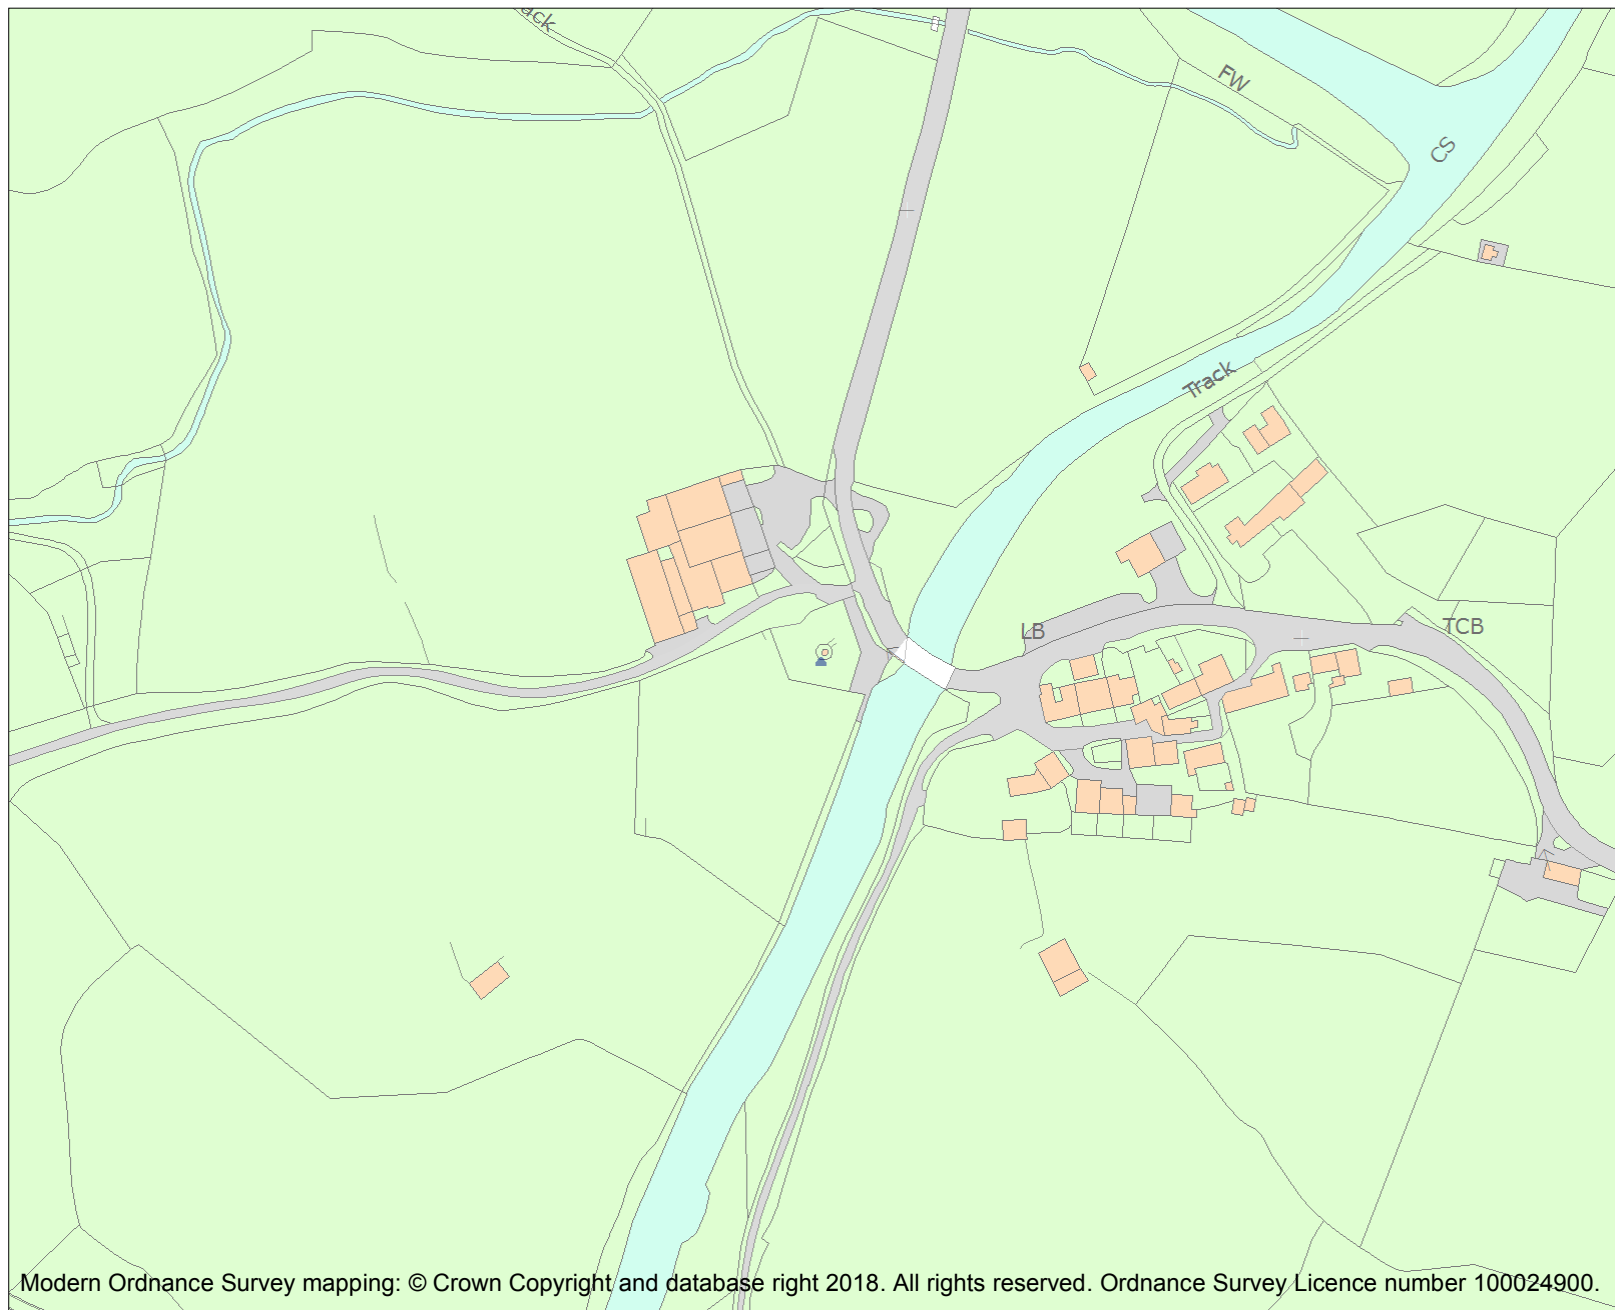 ack
FW
CS
Track
LB
TCB
Modern Ordnance Survey mapping: © Crown Copyright and database right 2018. All rights reserved. Ordnance Survey Licence number 100024900.